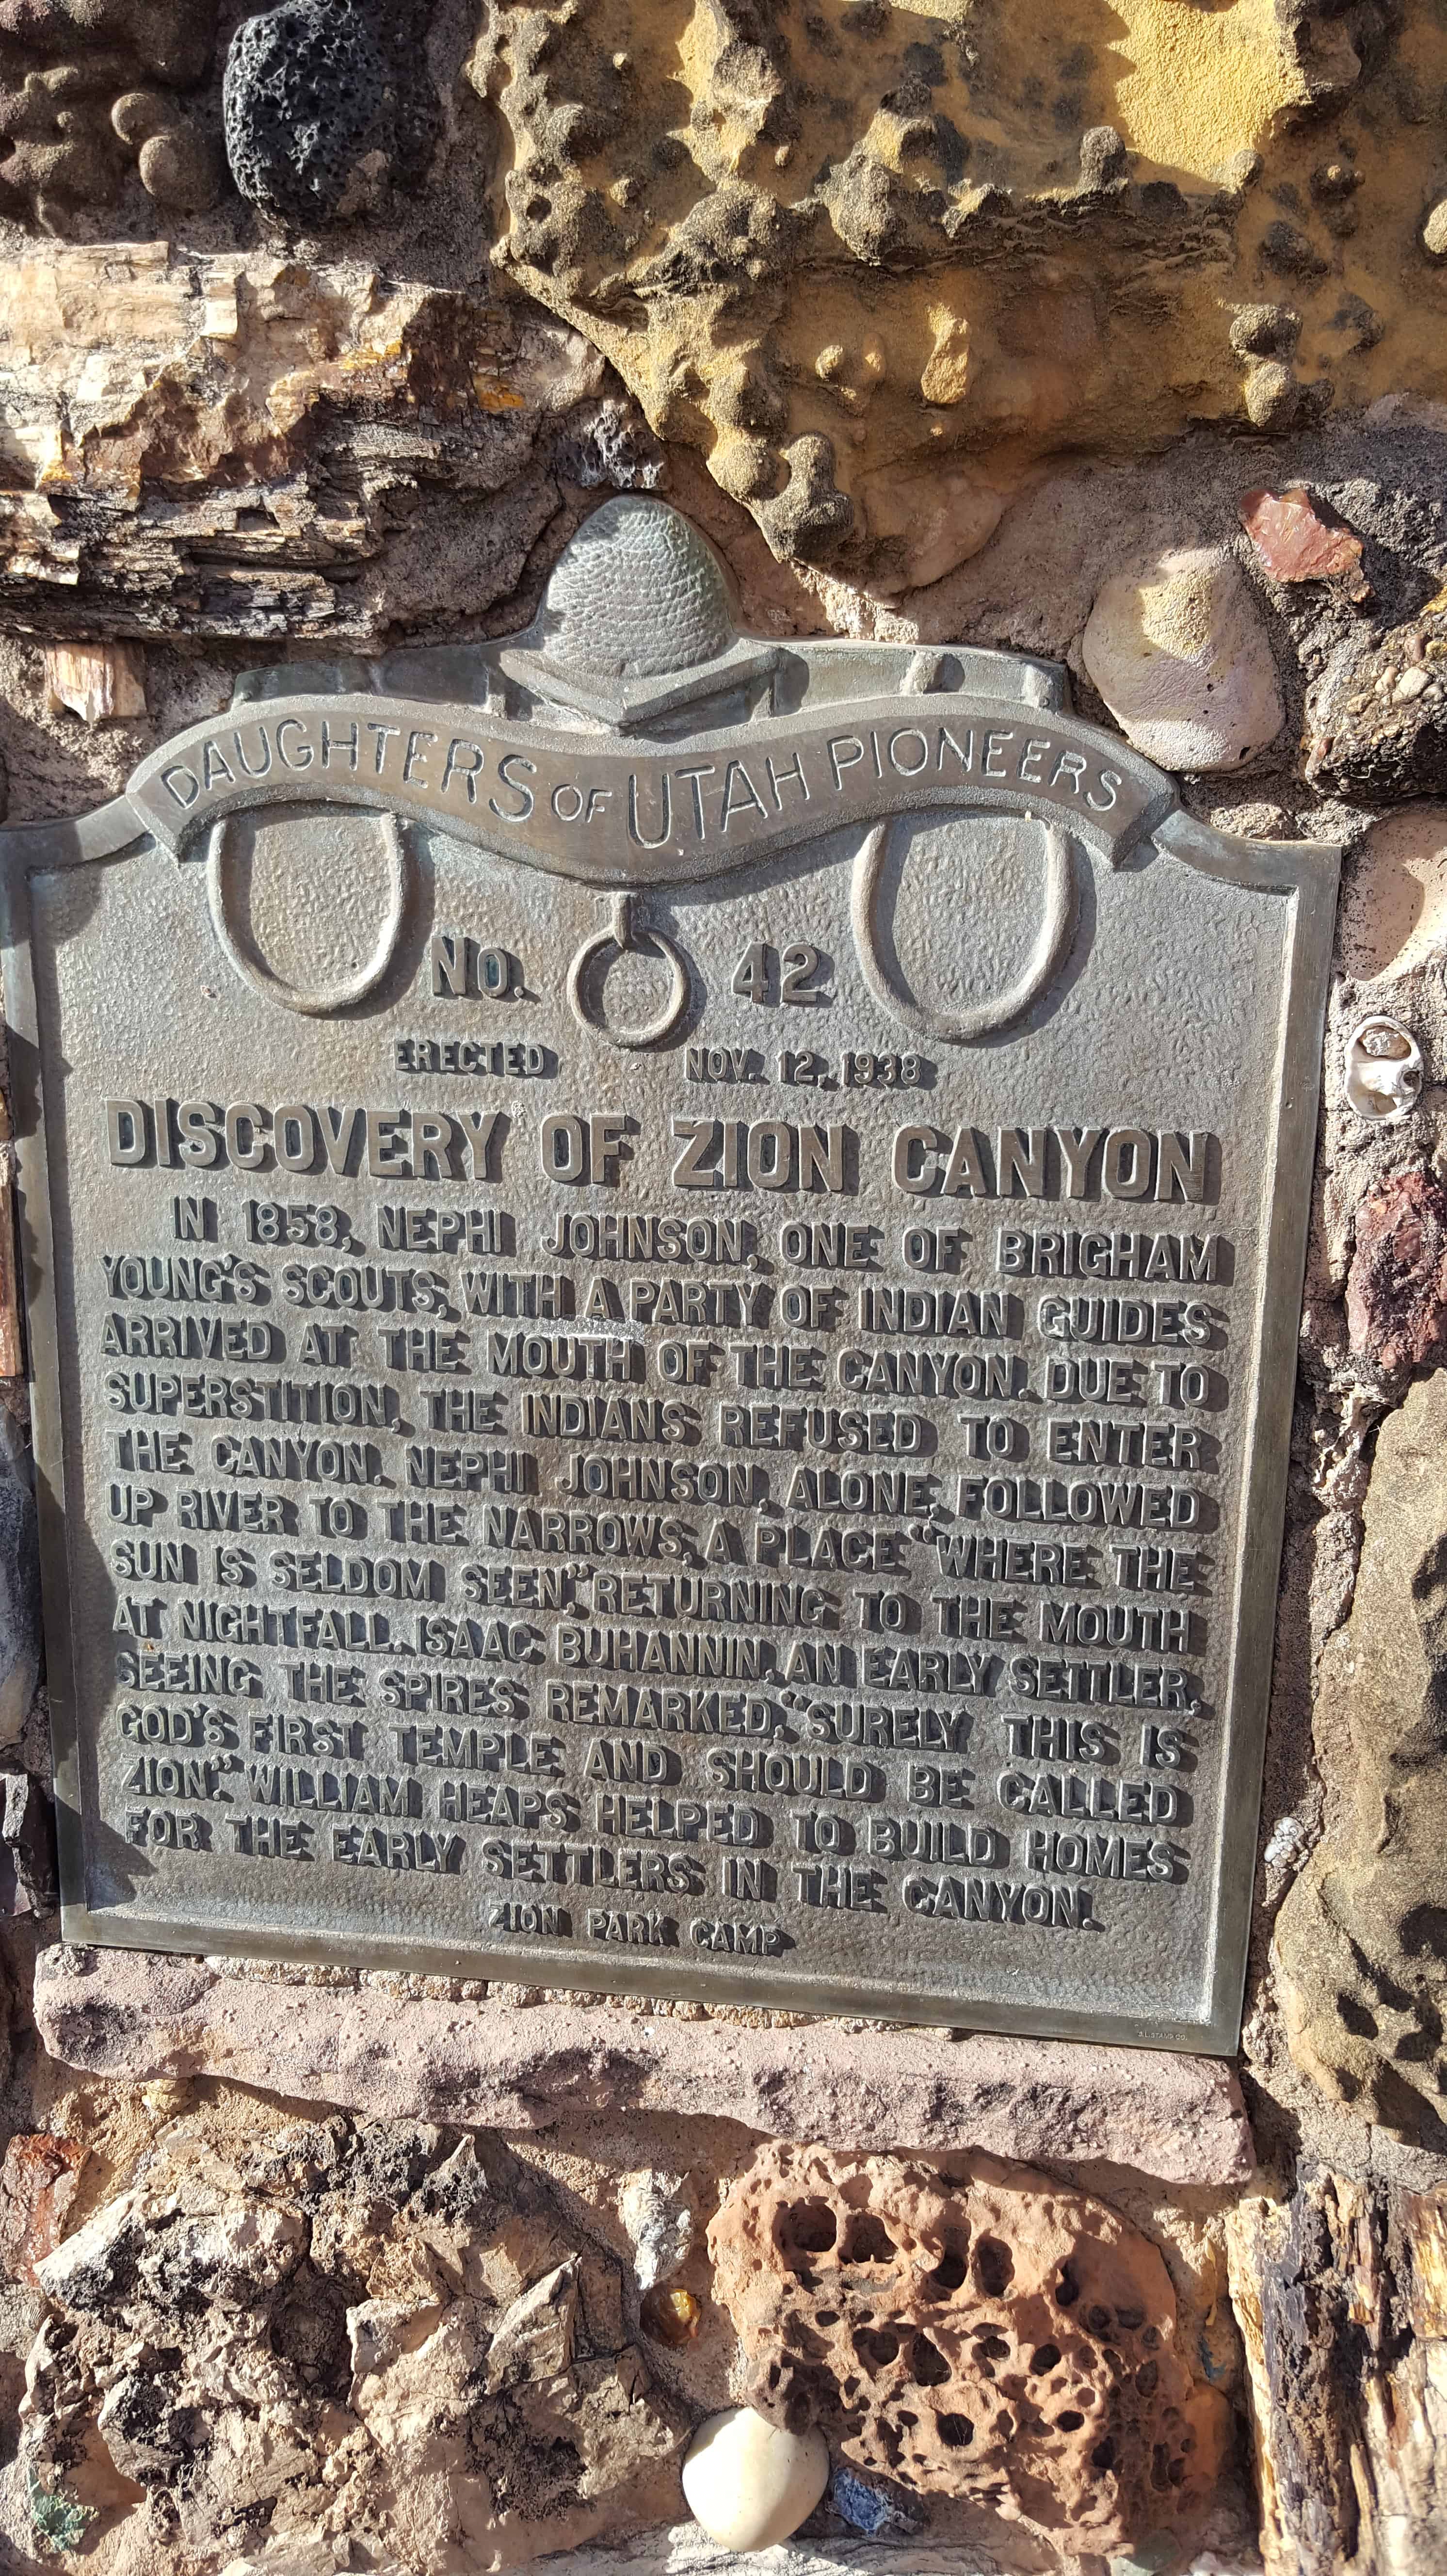 DAUGHTERS OF UTAH PIONEERS
NO. 42
ERECTED NOV. 12, 1938
DISCOVERY OF ZION CANYON
IN 1858, NEPHI JOHNSON, ONE OF BRIGHAM
YOUNG'S SCOUTS, WITH A PARTY OF INDIAN GUIDES
ARRIVED AT THE MOUTH OF THE CANYON. DUE TO
SUPERSTITION, THE INDIANS REFUSED TO ENTER
THE CANYON. NEPHI JOHNSON, ALONE, FOLLOWED
UP RIVER TO THE NARROWS, A PLACE "WHERE THE
SUN IS SELDOM SEEN," RETURNING TO THE MOUTH
AT NIGHTFALL. ISAAC BUHANNIN, AN EARLY SETTLER,
SEEING THE SPIRES REMARKED, "SURELY THIS IS
GOD'S FIRST TEMPLE AND SHOULD BE CALLED
ZION." WILLIAM HEAPS HELPED TO BUILD HOMES
FOR THE EARLY SETTLERS IN THE CANYON.
ZION PARK CAMP